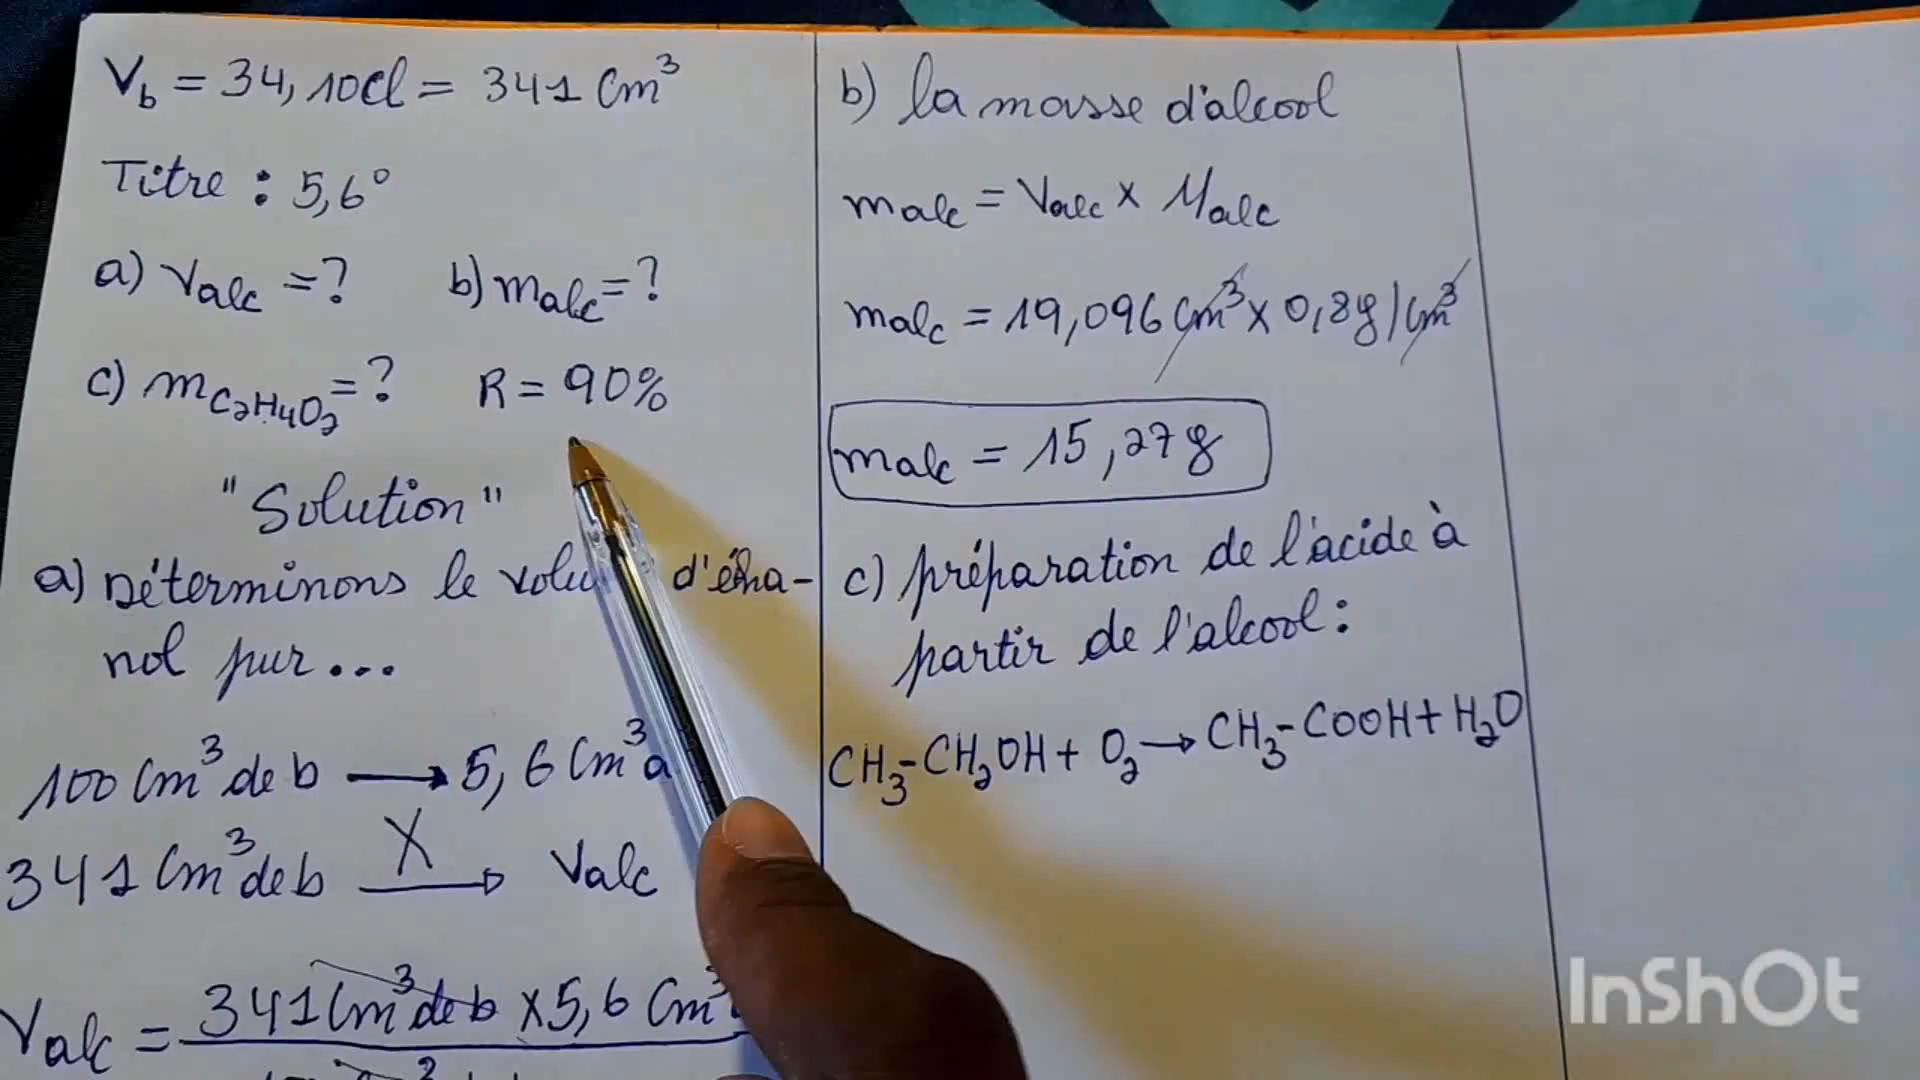 Vb = 34,10Cl = 341 Cm³
Titre : 5,6°
a) Valc = ? b) malc = ?
c) mC₂H₄O₂ = ? R = 90%
"Solution"
a) Déterminons le volu d'étha-
nol pur...
100 Cm³ de b → 5,6 Cm³ a
341 Cm³ de b X → Valc
Valc = 341 Cm³ de b X 5,6 Cm³
b) la masse d'alcool
malc = Valc x Malc
malc = 19,096 Cm³ x 0,8g/Cm³
malc = 15,27g
c) préparation de l'acide à
partir de l'alcool :
CH₃-CH₂OH + O₂ → CH₃-COOH + H₂O
InShOt